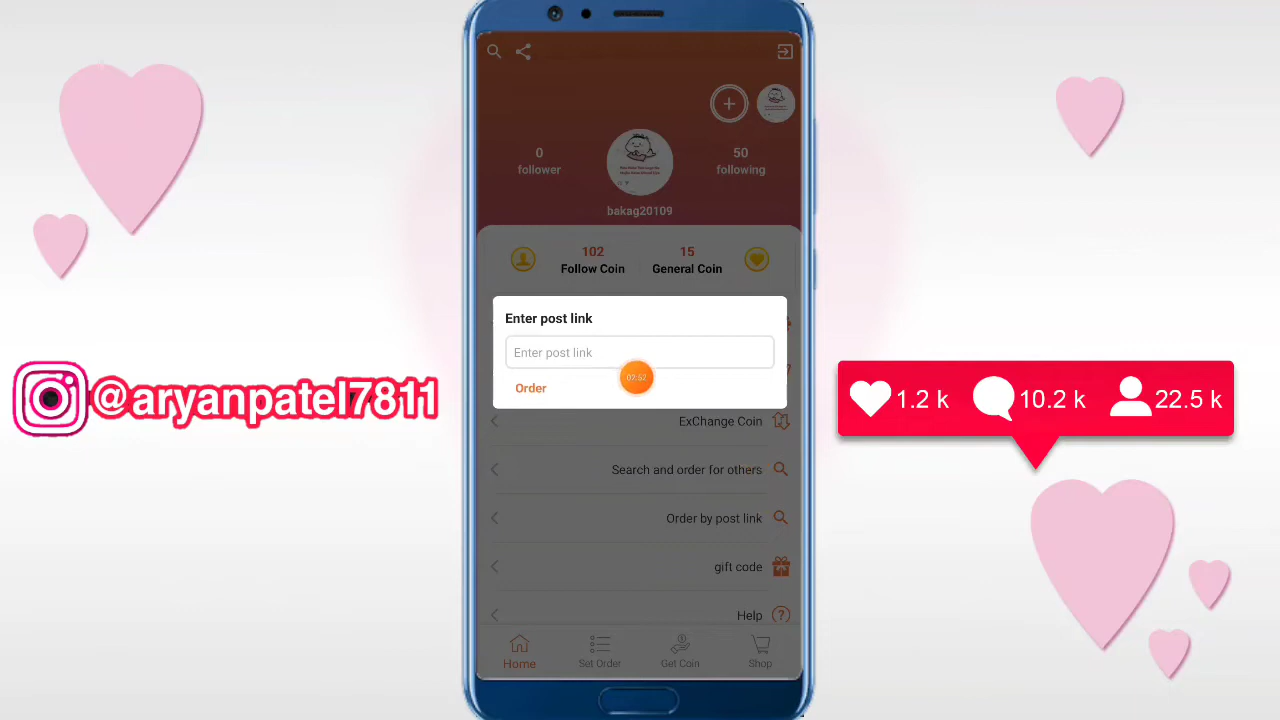 0
follower
50
following
bakag20109
102
Follow Coin
15
General Coin
Enter post link
Enter post link
02:52
Order
@aryanpatel7811
1.2 k
10.2 k
22.5 k
ExChange Coin
Search and order for others
Order by post link
gift code
Help
Home
Set Order
Get Coin
Shop